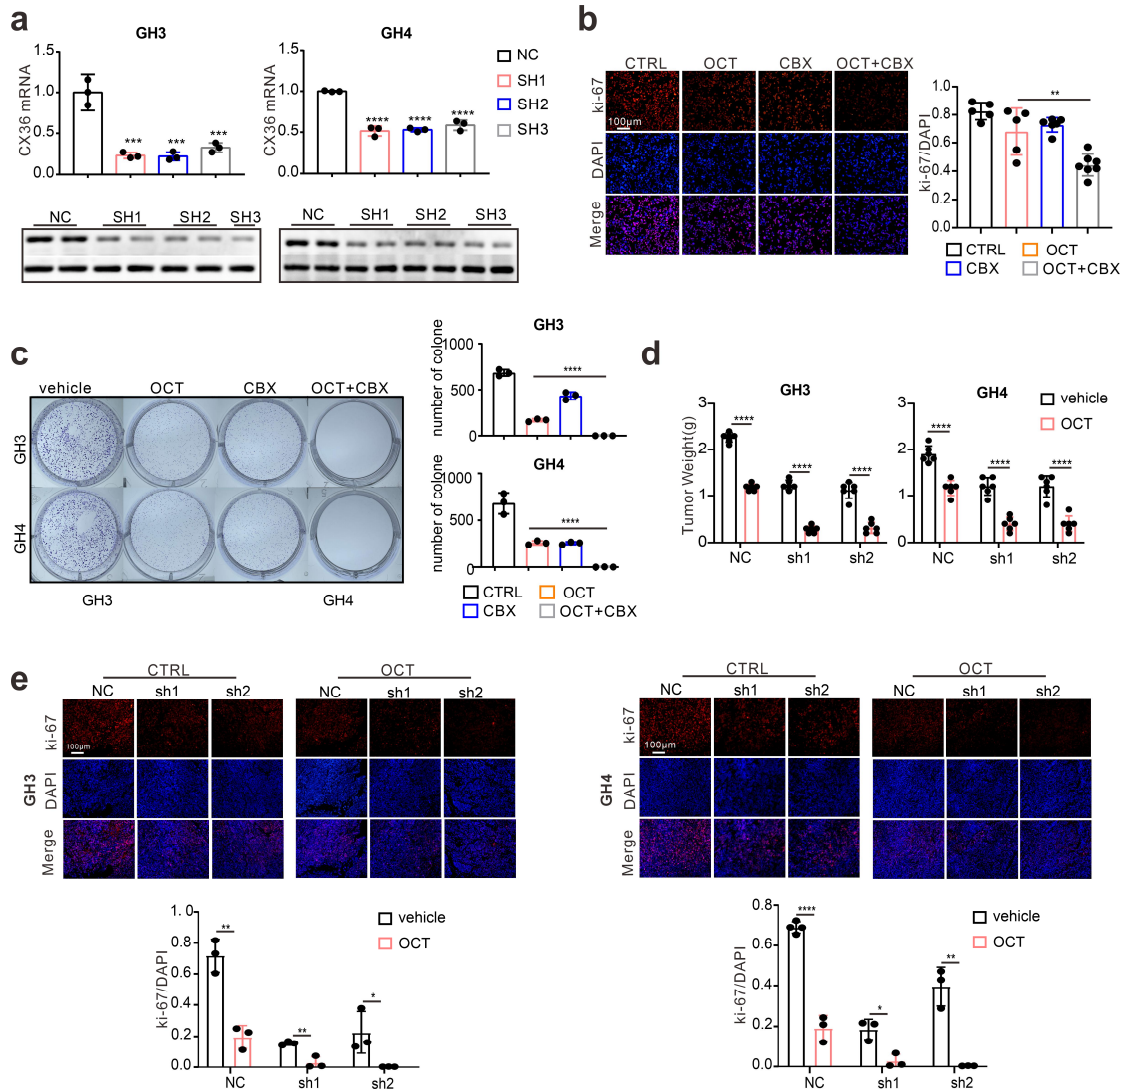 a
GH3
GH4
CX36 mRNA
1.5
1.0
0.5
0.0
***
***
***
CX36 mRNA
1.5
1.0
0.5
0.0
****
****
****
NC
SH1
SH2
SH3
NC SH1 SH2 SH3
NC SH1 SH2 SH3
b
CTRL OCT CBX OCT+CBX
ki-67
100μm
DAPI
Merge
ki-67/DAPI
1.0
0.8
0.6
0.4
0.2
0.0
**
CTRL OCT
CBX OCT+CBX
c
vehicle OCT CBX OCT+CBX
GH3
GH4
GH3 GH4
GH3
number of colone
1000
500
0
****
GH4
number of colone
1000
500
0
****
CTRL OCT
CBX OCT+CBX
d
GH3
Tumor Weight(g)
3
2
1
0
****
****
****
NC sh1 sh2
GH4
3
2
1
0
****
****
****
NC sh1 sh2
vehicle
OCT
e
CTRL OCT
NC sh1 sh2 NC sh1 sh2
GH3
ki-67
100μm
DAPI
Merge
ki-67/DAPI
1.0
0.8
0.6
0.4
0.2
0.0
**
**
*
NC sh1 sh2
vehicle
OCT
CTRL OCT
NC sh1 sh2 NC sh1 sh2
GH4
ki-67
100μm
DAPI
Merge
ki-67/DAPI
0.8
0.6
0.4
0.2
0.0
****
*
**
NC sh1 sh2
vehicle
OCT